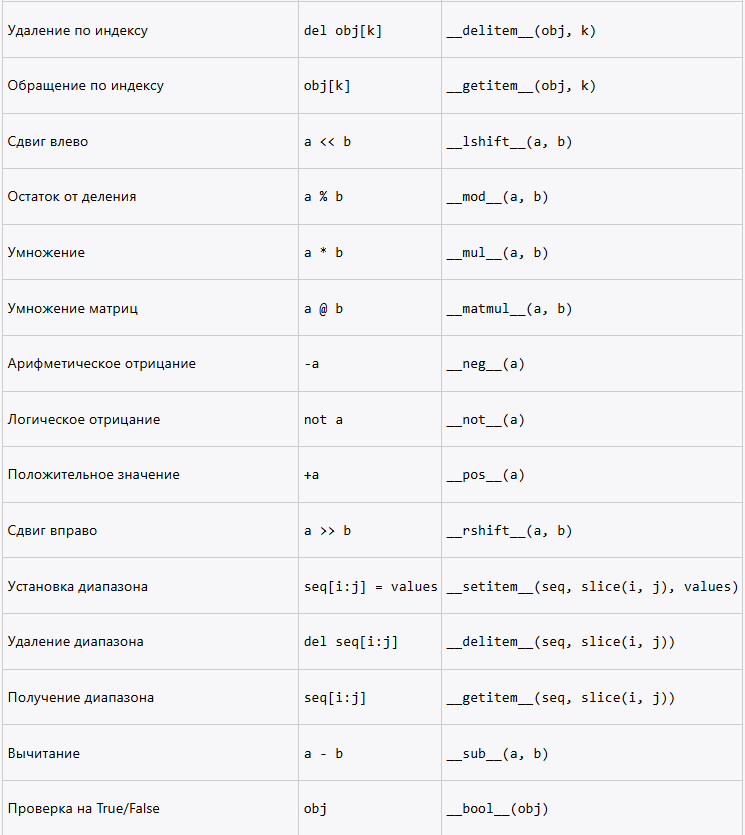 Удаление по индексу del obj[k] __delitem__(obj, k)
Обращение по индексу obj[k] __getitem__(obj, k)
Сдвиг влево a << b __lshift__(a, b)
Остаток от деления a % b __mod__(a, b)
Умножение a * b __mul__(a, b)
Умножение матриц a @ b __matmul__(a, b)
Арифметическое отрицание -a __neg__(a)
Логическое отрицание not a __not__(a)
Положительное значение +a __pos__(a)
Сдвиг вправо a >> b __rshift__(a, b)
Установка диапазона seq[i:j] = values __setitem__(seq, slice(i, j), values)
Удаление диапазона del seq[i:j] __delitem__(seq, slice(i, j))
Получение диапазона seq[i:j] __getitem__(seq, slice(i, j))
Вычитание a - b __sub__(a, b)
Проверка на True/False obj __bool__(obj)